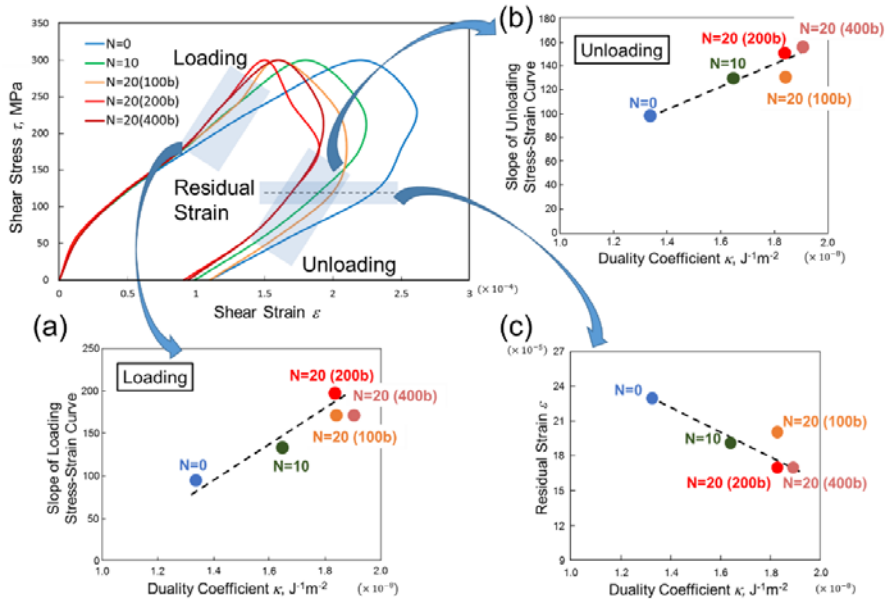 350
300
250
200
150
100
50
0
Shear Stress τ, MPa
N=0
N=10
N=20(100b)
N=20(200b)
N=20(400b)
Loading
Residual
Strain
Unloading
0
0.5
1
1.5
2
2.5
3
(×10⁻⁴)
Shear Strain ε
(b)
180
160
140
120
100
80
60
40
20
0
Slope of Unloading
Stress-Strain Curve
Unloading
N=20 (400b)
N=20 (200b)
N=10
N=20 (100b)
N=0
1.0
1.2
1.4
1.6
1.8
2.0
Duality Coefficient κ, J⁻¹m⁻²
(×10⁻⁸)
(a)
250
200
150
100
50
0
Slope of Loading
Stress-Strain Curve
Loading
N=20 (200b)
N=20 (400b)
N=20 (100b)
N=0
N=10
1.0
1.2
1.4
1.6
1.8
2.0
Duality Coefficient κ, J⁻¹m⁻²
(c)
(×10⁻⁵)
27
24
21
18
15
12
9
Residual Strain ε
N=0
N=20 (100b)
N=10
N=20 (200b)
N=20 (400b)
1.0
1.2
1.4
1.6
1.8
2.0
Duality Coefficient κ, J⁻¹m⁻²